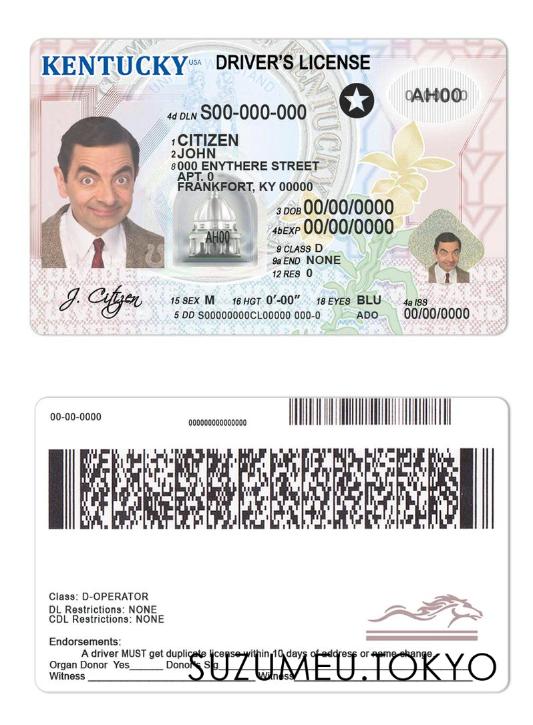 KENTUCKY USA DRIVER'S LICENSE
4d DLN S00-000-000
AH00
1 CITIZEN
2 JOHN
8 000 ENYTHERE STREET
APT. 0
FRANKFORT, KY 00000
AH00
3 DOB 00/00/0000
4b EXP 00/00/0000
9 CLASS D
9a END NONE
12 RES 0
J. Citizen
15 SEX M 16 HGT 0'-00" 18 EYES BLU 4a ISS
5 DD S00000000CL00000 000-0 ADO 00/00/0000
00-00-0000
Class: D-OPERATOR
DL Restrictions: NONE
CDL Restrictions: NONE
Endorsements:
A driver MUST get duplicate license within 10 days of address or name change.
Organ Donor Yes______ Donor's Sig
Witness ______ Witness
SUZUMEU.TOKYO